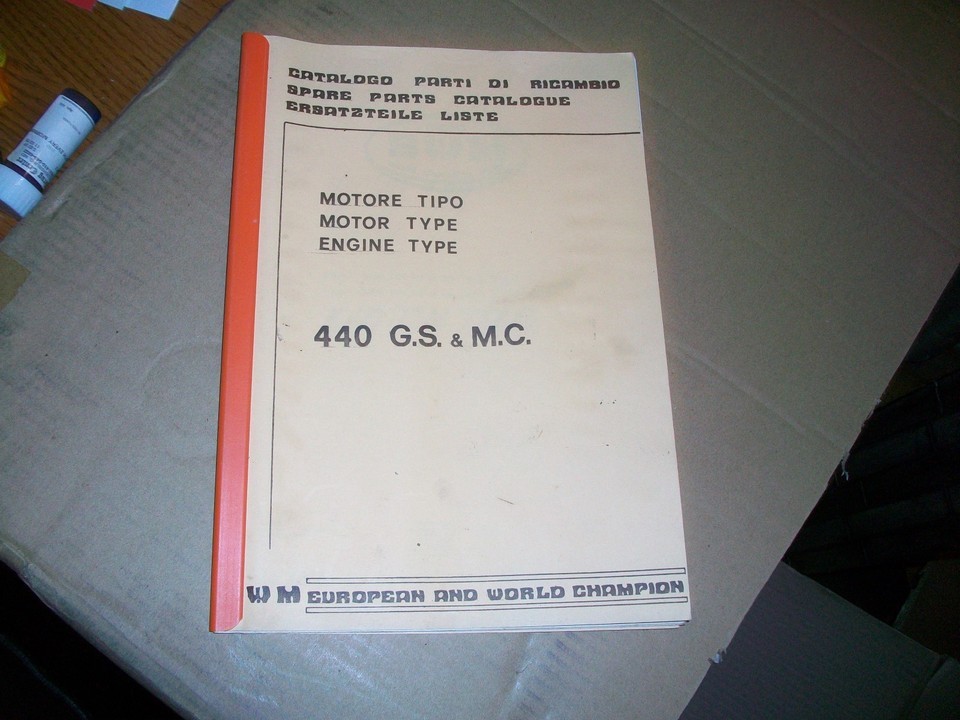 CATALOGO PARTI DI RICAMBIO
SPARE PARTS CATALOGUE
ERSATZTEILE LISTE
MOTORE TIPO
MOTOR TYPE
ENGINE TYPE
440 G.S. & M.C.
WM EUROPEAN AND WORLD CHAMPION